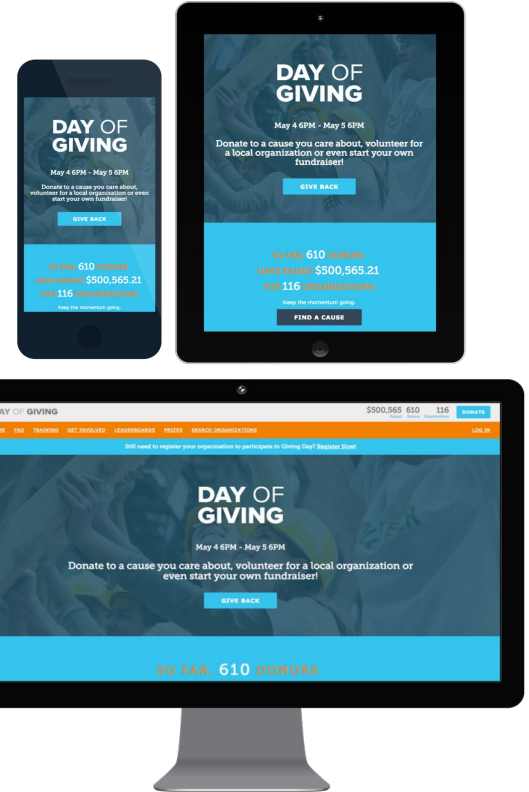 DAY OF
GIVING
May 4 6PM - May 5 6PM
Donate to a cause you care about,
volunteer for a local organization or even
start your own fundraiser!
GIVE BACK
SO FAR, 610 DONORS
HAVE RAISED $500,565.21
FOR 116 ORGANIZATIONS
Keep the momentum going.
DAY OF
GIVING
May 4 6PM - May 5 6PM
Donate to a cause you care about, volunteer for
a local organization or even start your own
fundraiser!
GIVE BACK
SO FAR, 610 DONORS
HAVE RAISED $500,565.21
FOR 116 ORGANIZATIONS
Keep the momentum going.
FIND A CAUSE
AY OF GIVING
$500,565 610 116
Raised Donors Organizations
DONATE
ME FAQ TRAINING GET INVOLVED LEADERBOARDS PRIZES SEARCH ORGANIZATIONS LOG IN
Still need to register your organization to participate in Giving Day? Register Now!
DAY OF
GIVING
May 4 6PM - May 5 6PM
Donate to a cause you care about, volunteer for a local organization or
even start your own fundraiser!
GIVE BACK
SO FAR, 610 DONORS